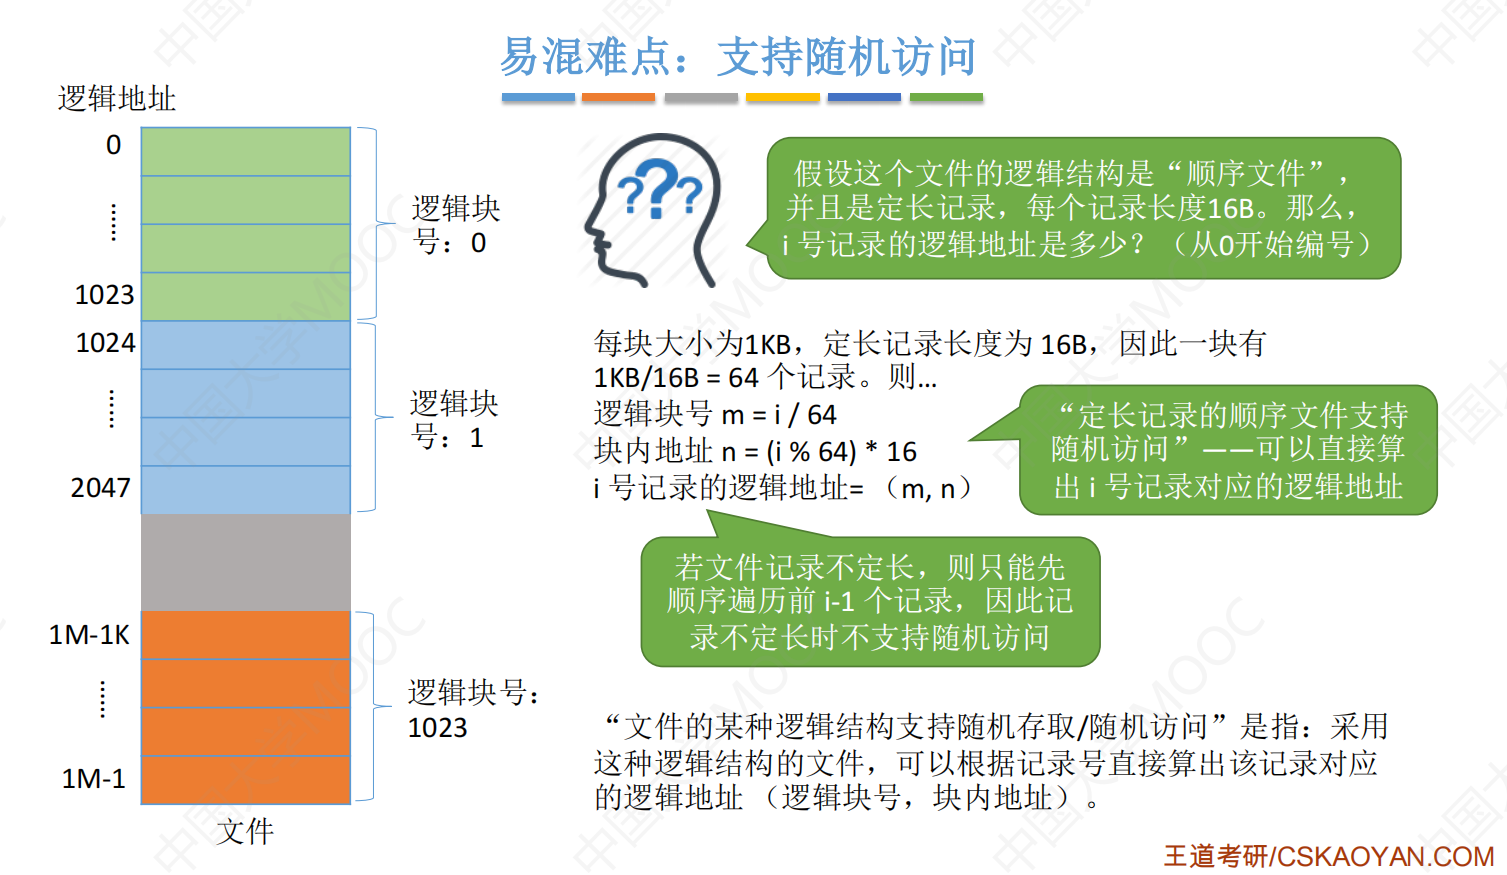 易混难点：支持随机访问
逻辑地址
0
......
1023
1024
......
2047
1M-1K
......
1M-1
文件
逻辑块
号：0
逻辑块
号：1
逻辑块号：
1023
???
假设这个文件的逻辑结构是“顺序文件”，
并且是定长记录，每个记录长度16B。那么，
i 号记录的逻辑地址是多少？（从0开始编号）
每块大小为1KB，定长记录长度为 16B，因此一块有
1KB/16B = 64 个记录。则…
逻辑块号 m = i / 64
块内地址 n = (i % 64) * 16
i 号记录的逻辑地址= （m, n）
“定长记录的顺序文件支持
随机访问”——可以直接算
出 i 号记录对应的逻辑地址
若文件记录不定长，则只能先
顺序遍历前 i-1 个记录，因此记
录不定长时不支持随机访问
“文件的某种逻辑结构支持随机存取/随机访问”是指：采用
这种逻辑结构的文件，可以根据记录号直接算出该记录对应
的逻辑地址 （逻辑块号，块内地址）。
王道考研/CSKAOYAN.COM
中国大学MOOC